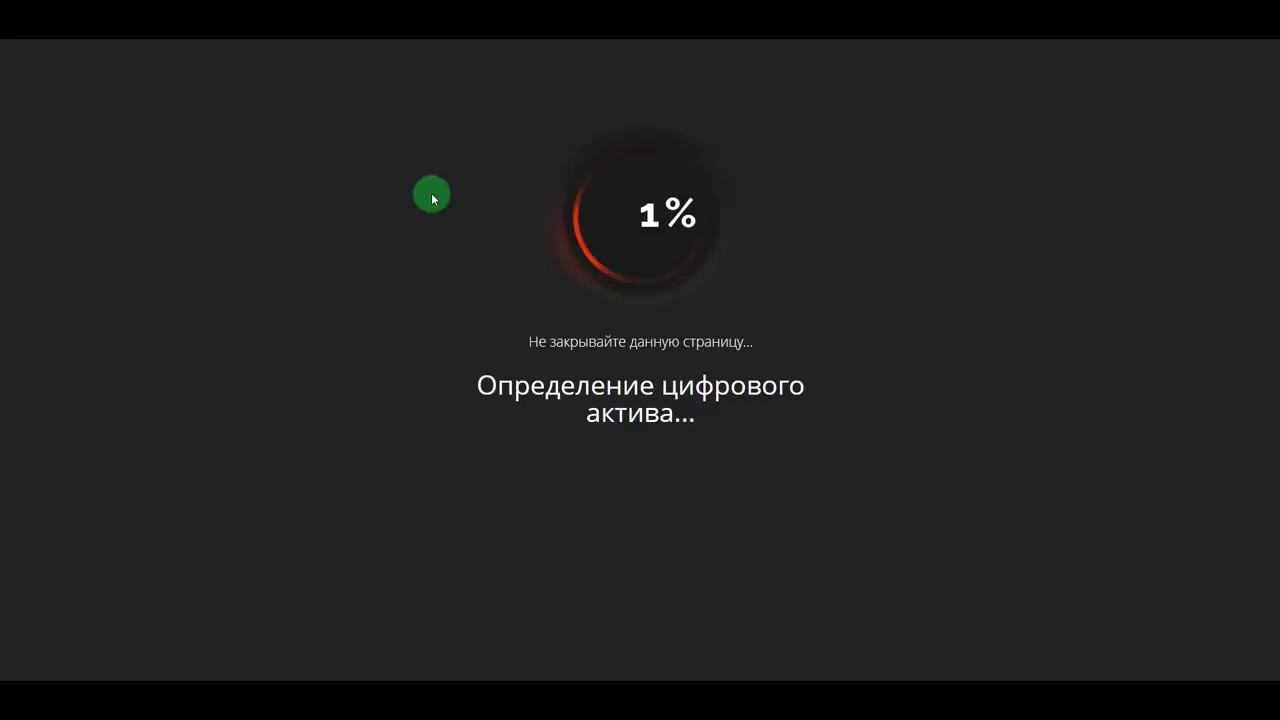 1%
Не закрывайте данную страницу...
Определение цифрового
актива...